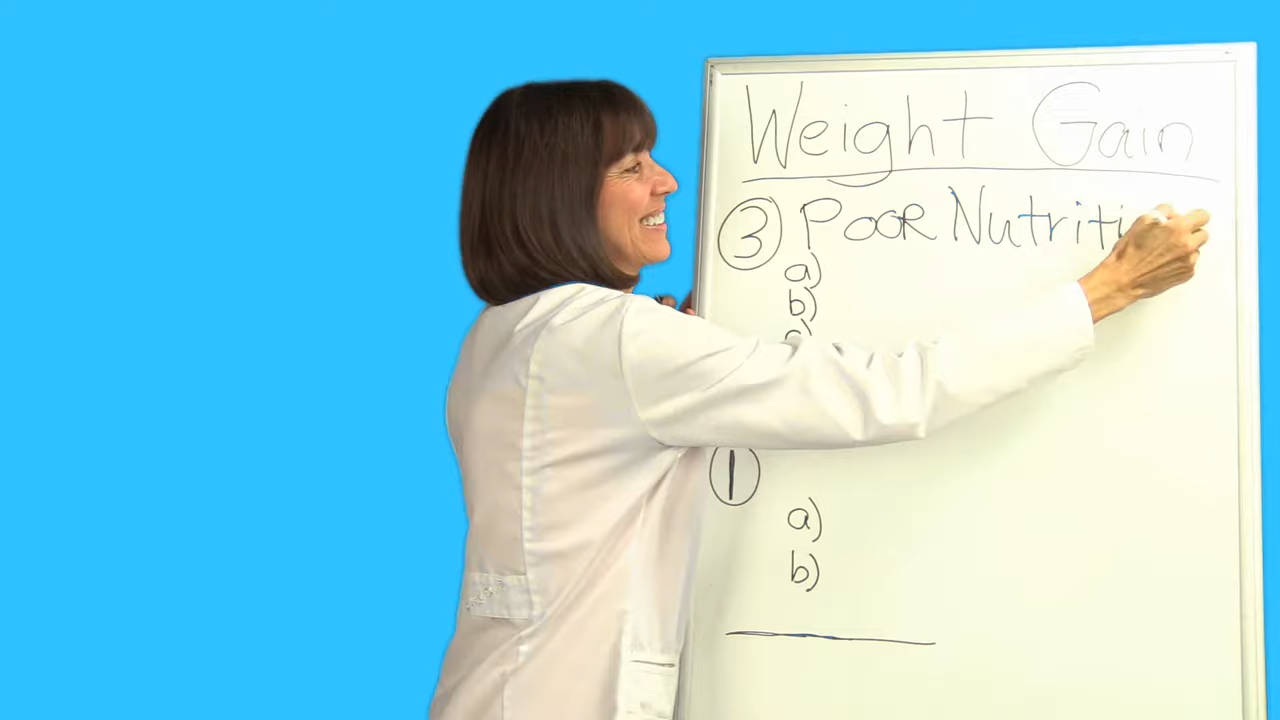 Weight Gain
③ POOR Nutriti
a)
b)
c)
①
a)
b)